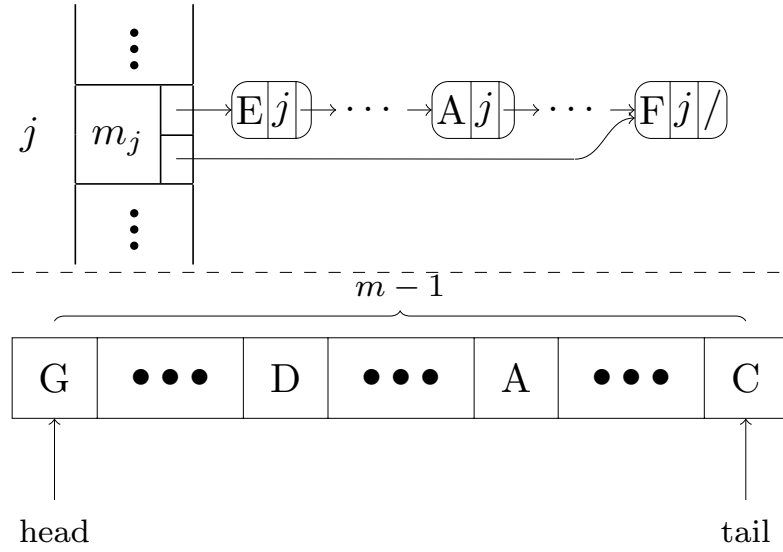 j m_j E j ··· A j ··· F j /
m − 1
G ••• D ••• A ••• C
head tail